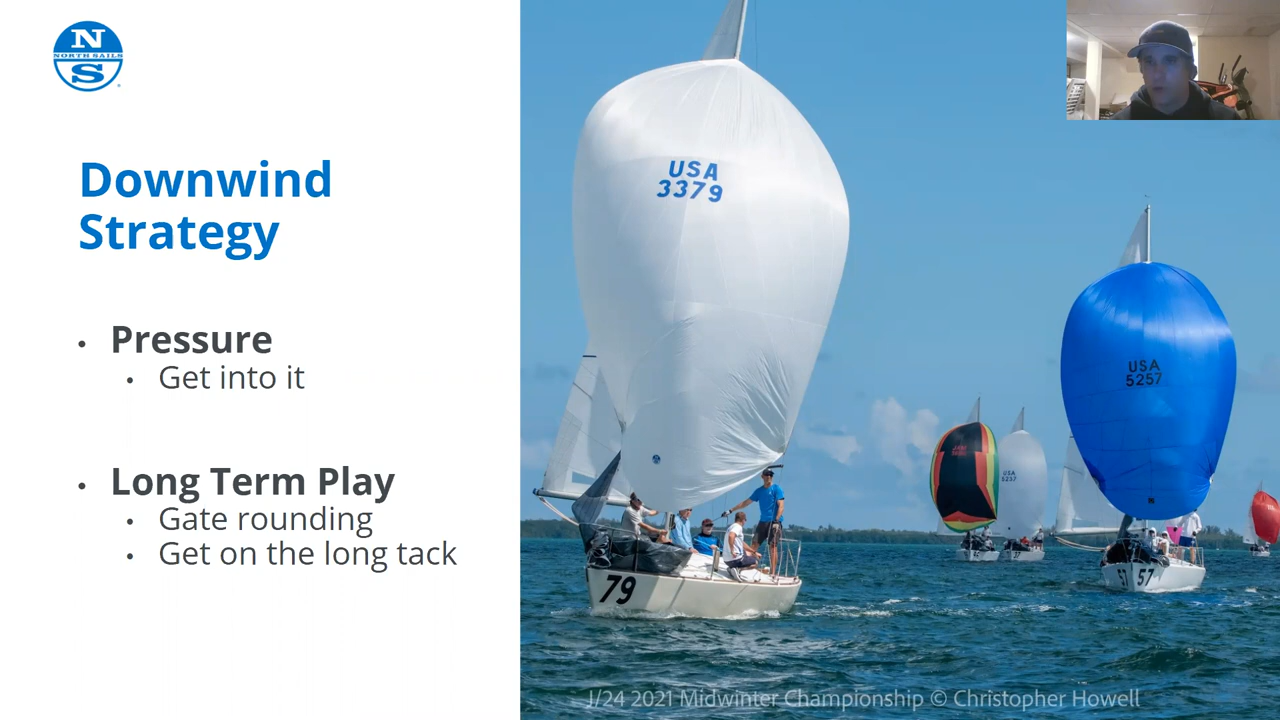 N
NORTH SAILS
S
Downwind
Strategy
• Pressure
• Get into it
• Long Term Play
• Gate rounding
• Get on the long tack
USA
3379
USA
5257
USA
5237
79
57 57
J/24 2021 Midwinter Championship © Christopher Howell